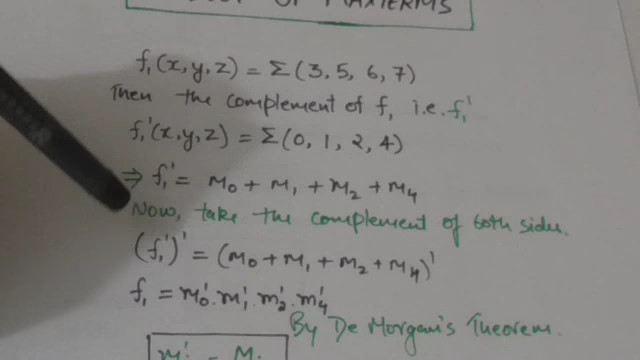 OF MAXTERMS
f₁(x,y,z) = Σ(3,5,6,7)
Then the complement of f₁ i.e. f₁'
f₁'(x,y,z) = Σ(0,1,2,4)
⇒ f₁' = m₀ + m₁ + m₂ + m₄
Now, take the complement of both sides.
(f₁')' = (m₀ + m₁ + m₂ + m₄)'
f₁ = m₀'.m₁'.m₂'.m₄'
By De Morgan's Theorem.